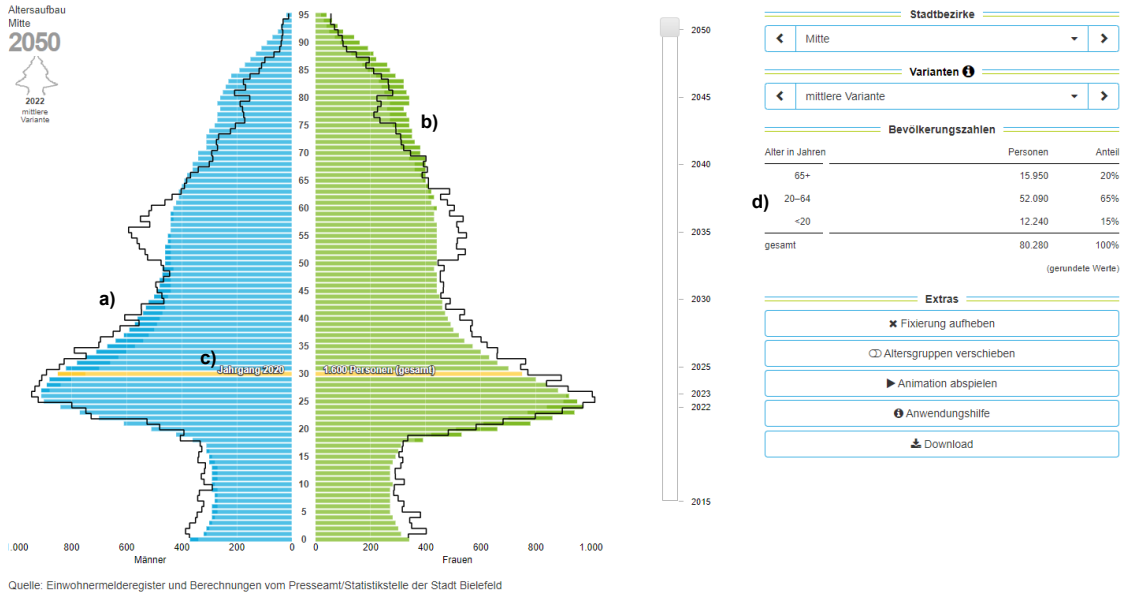 Altersaufbau
Mitte
2050
2022
mittlere
Variante
95
90
85
80
75
70
65
60
55
50
45
40
35
30
25
20
15
10
5
0
a)
b)
c)
Jahrgang 2020
1.600 Personen (gesamt)
1.000 800 600 400 200 0
0 200 400 600 800 1.000
Männer
Frauen
2050
2045
2040
2035
2030
2025
2023
2022
2015
Stadtbezirke
Mitte
Varianten
mittlere Variante
Bevölkerungszahlen
Alter in Jahren Personen Anteil
65+ 15.950 20%
d) 20–64 52.090 65%
<20 12.240 15%
gesamt 80.280 100%
(gerundete Werte)
Extras
Fixierung aufheben
Altersgruppen verschieben
Animation abspielen
Anwendungshilfe
Download
Quelle: Einwohnermelderegister und Berechnungen vom Presseamt/Statistikstelle der Stadt Bielefeld